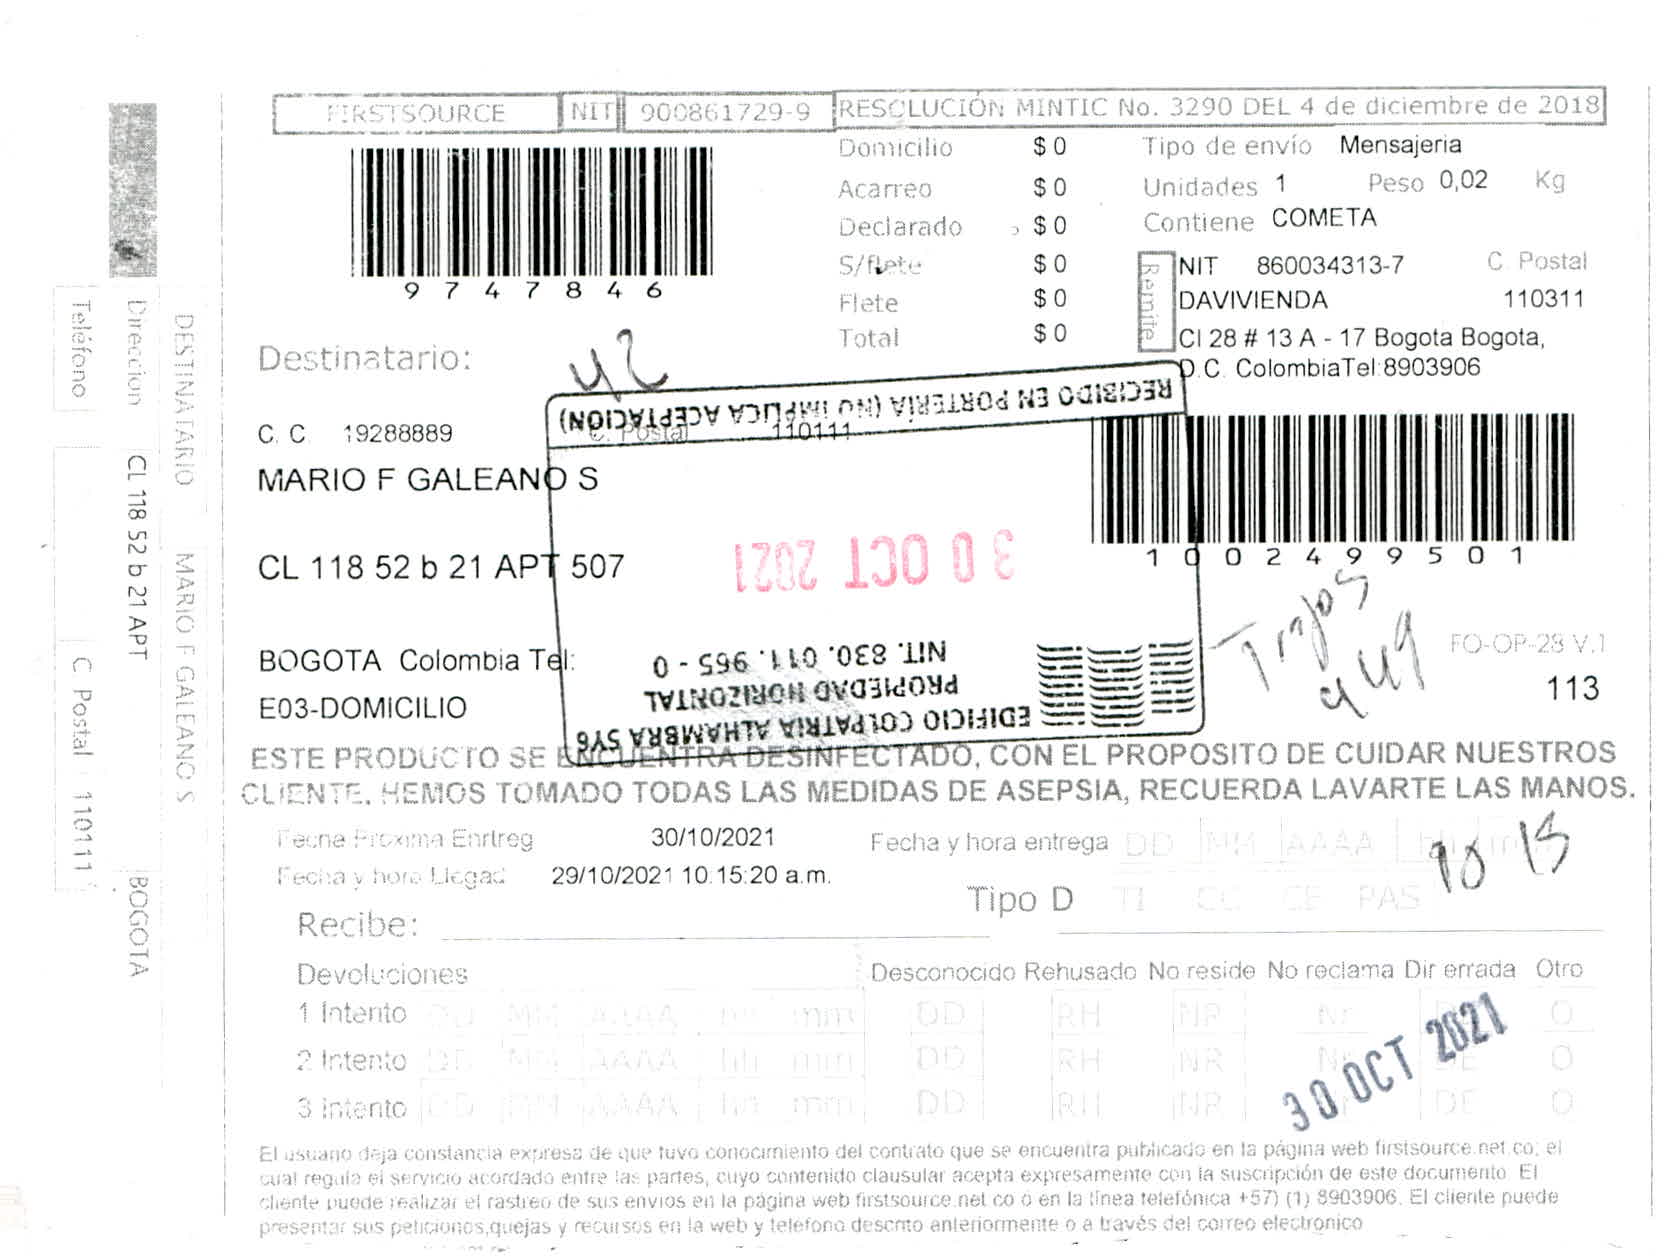 FIRSTSOURCE NIT 900861729-9 RESOLUCIÓN MINTIC No. 3290 DEL 4 de diciembre de 2018
9747846
Domicilio $ 0
Acarreo $ 0
Declarado $ 0
S/flete $ 0
Flete $ 0
Total $ 0
Tipo de envío Mensajeria
Unidades 1 Peso 0,02 Kg
Contiene COMETA
Remite
NIT 860034313-7 C. Postal
DAVIVIENDA 110311
Cl 28 # 13 A - 17 Bogota Bogota,
D.C. ColombiaTel:8903906
Destinatario:
42
C. C. 19288889 C. Postal 110111
MARIO F GALEANO S
CL 118 52 b 21 APT 507
BOGOTA Colombia Tel:
E03-DOMICILIO
1002499501
FO-OP-28 V.1
113
EDIFICIO COLPATRIA ALHAMBRA 5Y6
PROPIEDAD HORIZONTAL
NIT. 830. 011. 965 - 0
30 OCT 2021
RECIBIDO EN PORTERIA (NO IMPLICA ACEPTACION)
ESTE PRODUCTO SE ENCUENTRA DESINFECTADO, CON EL PROPOSITO DE CUIDAR NUESTROS
CLIENTE. HEMOS TOMADO TODAS LAS MEDIDAS DE ASEPSIA, RECUERDA LAVARTE LAS MANOS.
Fecha Proxima Entreg 30/10/2021 Fecha y hora entrega DD MM AAAA hh mm
10 15
Fecha y hora Llegad 29/10/2021 10:15:20 a.m.
Tipo D TI CC CE PAS
Recibe:
Devoluciones Desconocido Rehusado No reside No reclama Dir errada Otro
1 Intento DD MM AAAA hh mm DD RH NR Nr DE O
2 Intento DD MM AAAA hh mm DD RH NR Nr DE O
3 Intento DD MM AAAA hh mm DD RH NR Nr DE O
30 OCT 2021
El usuario deja constancia expresa de que tuvo conocimiento del contrato que se encuentra publicado en la página web firstsource.net.co; el
cual regula el servicio acordado entre las partes, cuyo contenido clausular acepta expresamente con la suscripción de este documento. El
cliente puede realizar el rastreo de sus envios en la página web firstsource.net co o en la línea telefónica +57) (1) 8903906. El cliente puede
presentar sus peticiones,quejas y recursos en la web y telefono descrito anteriormente o a través del correo electronico
DESTINATARIO MARIO F GALEANO S
Direccion CL 118 52 b 21 APT BOGOTA
Teléfono C. Postal 110111